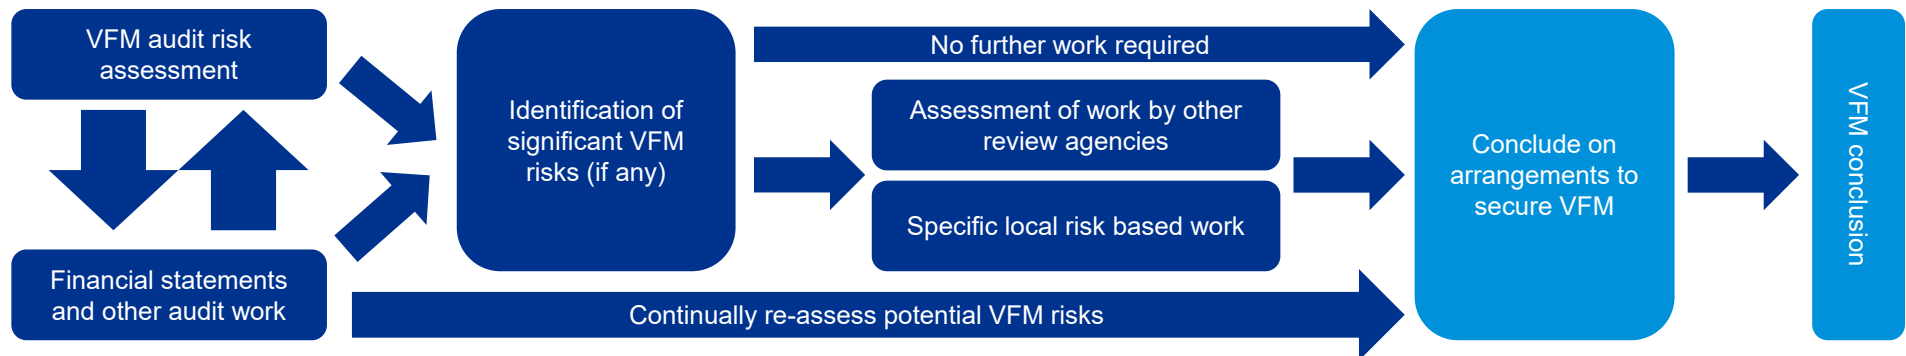 VFM audit risk
assessment
Financial statements
and other audit work
Identification of
significant VFM
risks (if any)
No further work required
Assessment of work by other
review agencies
Specific local risk based work
Continually re-assess potential VFM risks
Conclude on
arrangements to
secure VFM
VFM conclusion